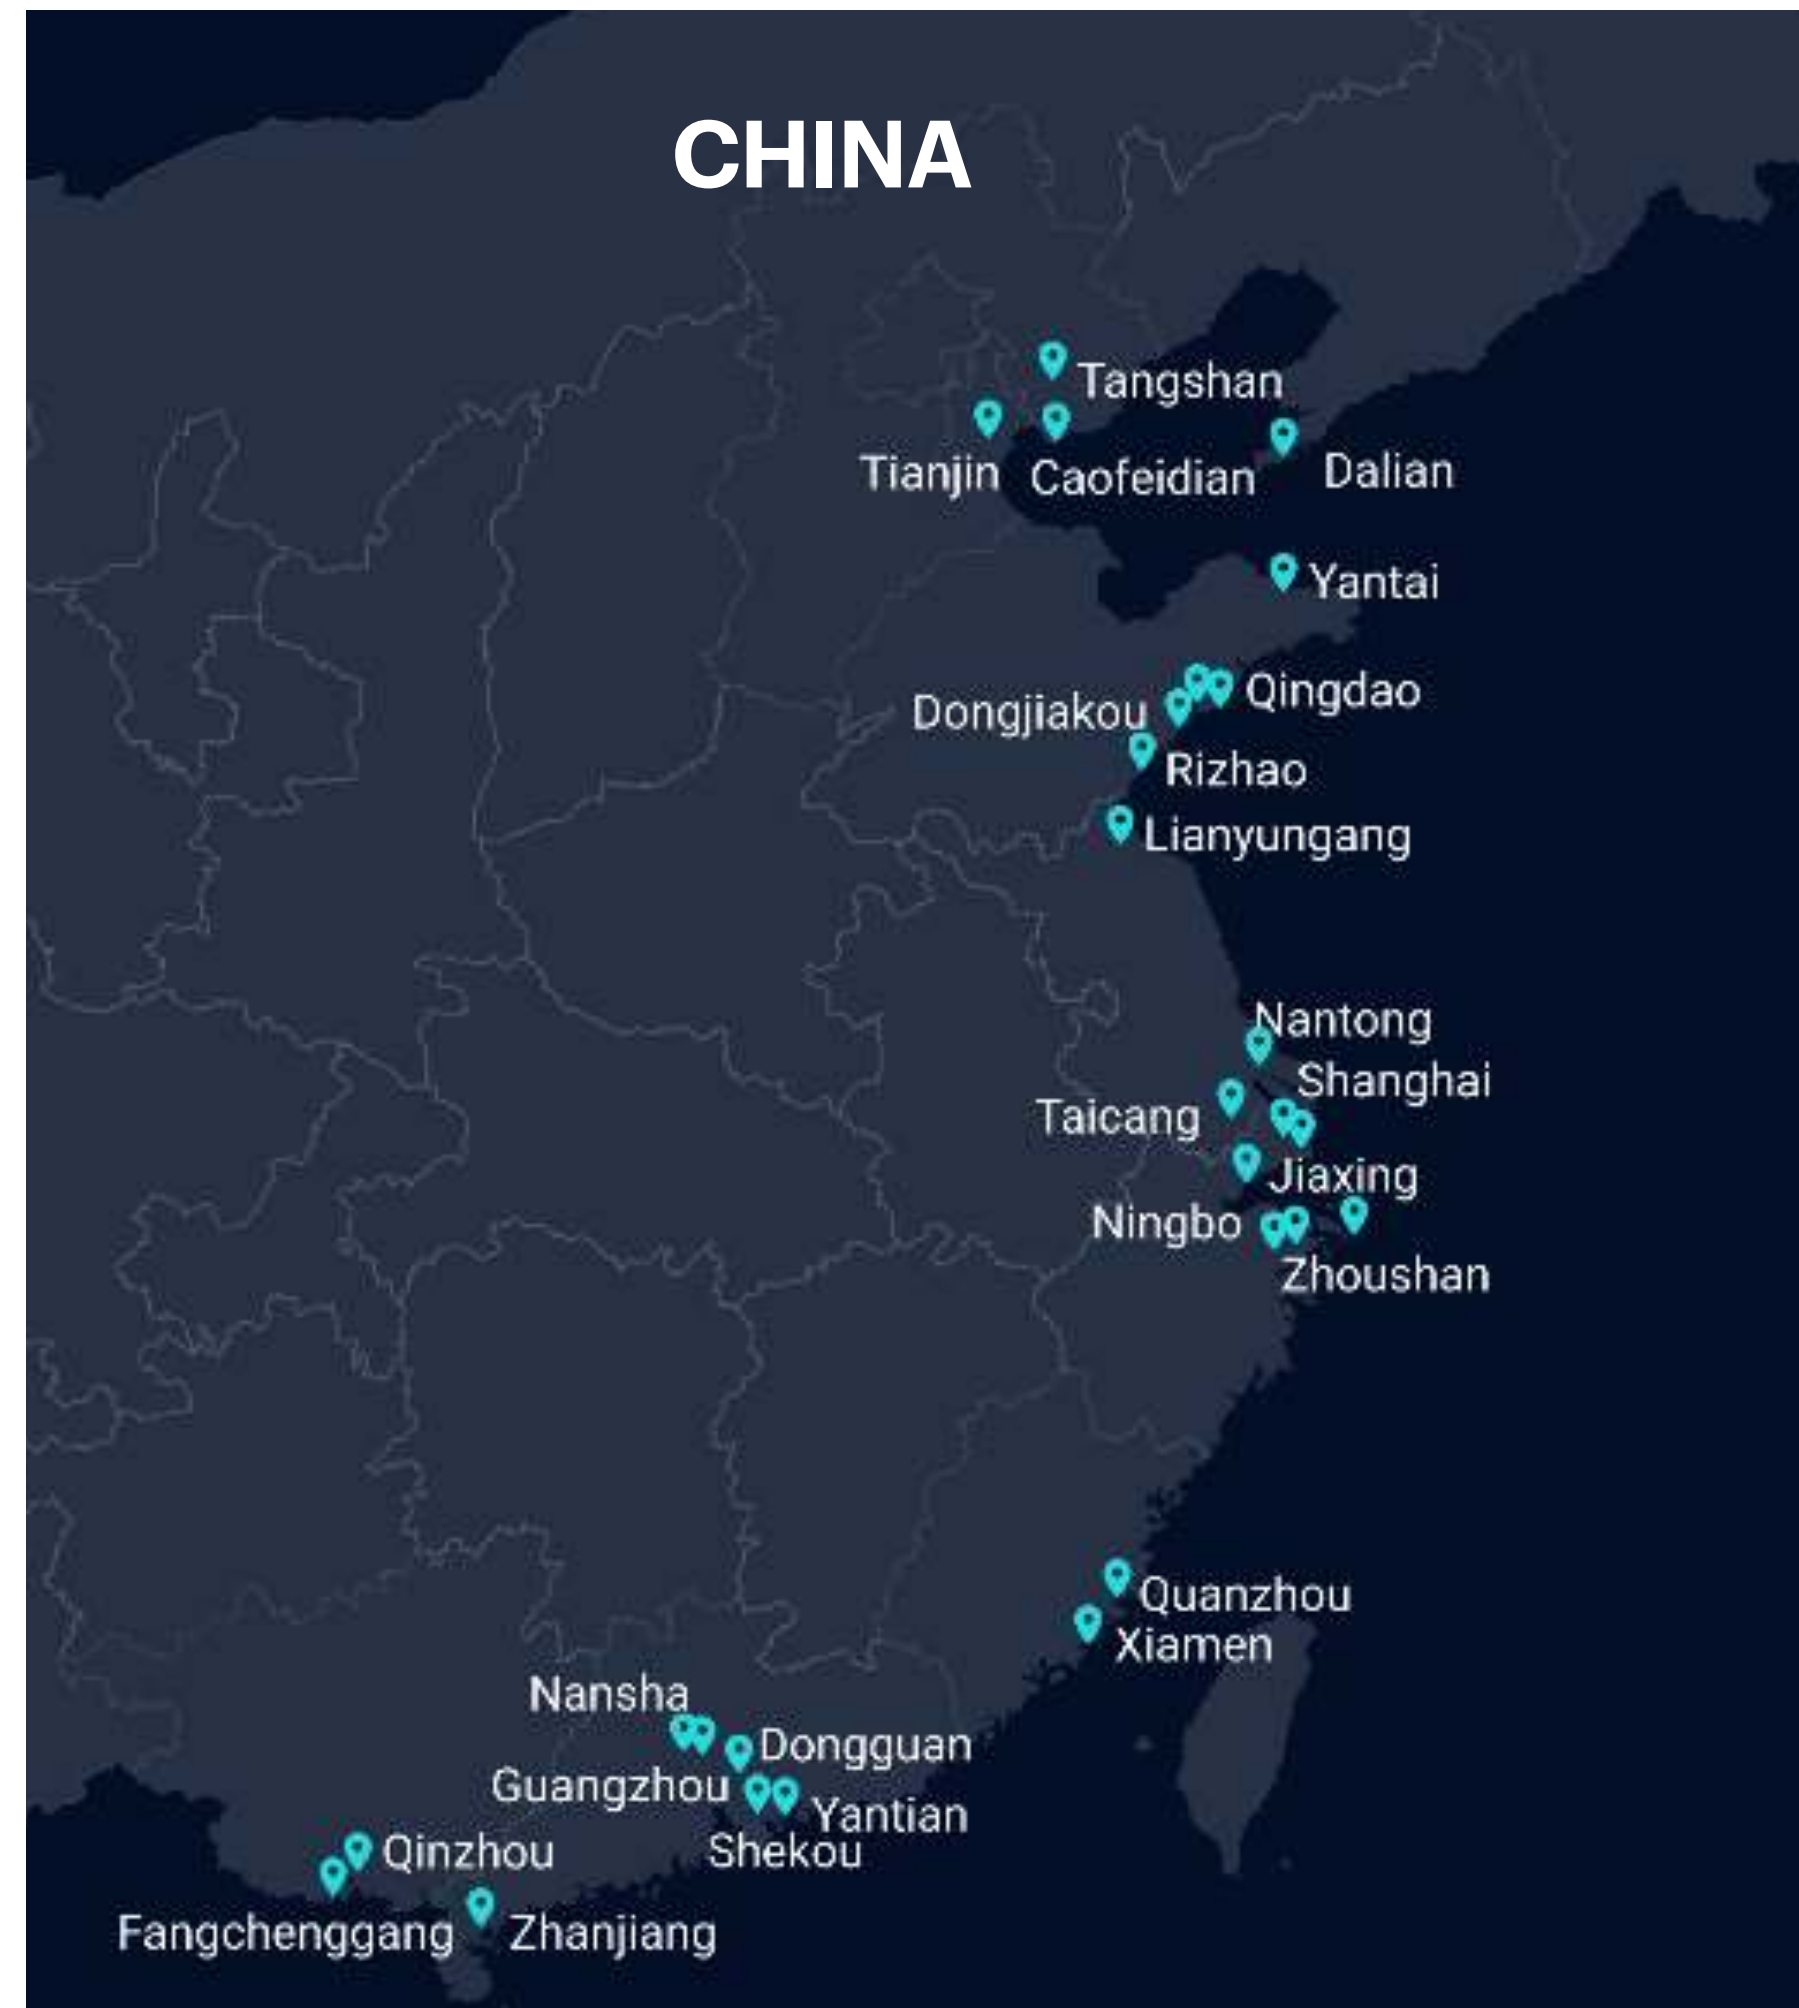 CHINA
Tangshan
Tianjin
Caofeidian
Dalian
Yantai
Qingdao
Dongjiakou
Rizhao
Lianyungang
Nantong
Shanghai
Taicang
Jiaxing
Ningbo
Zhoushan
Quanzhou
Xiamen
Nansha
Dongguan
Guangzhou
Yantian
Shekou
Qinzhou
Fangchenggang
Zhanjiang